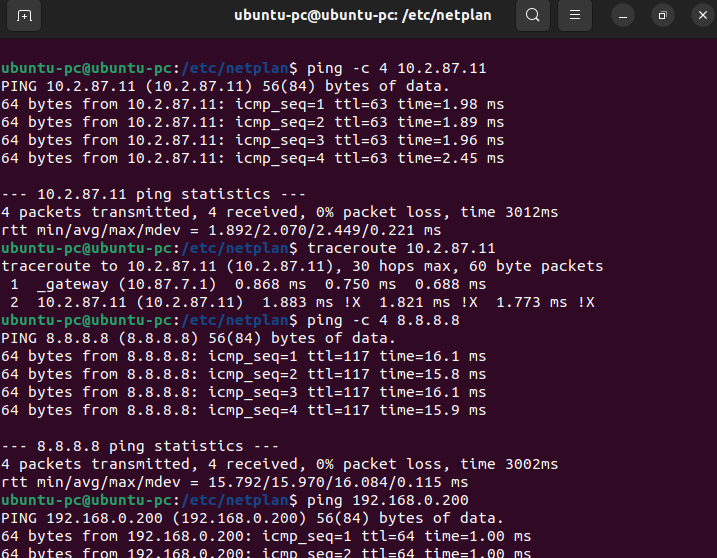 ubuntu-pc@ubuntu-pc: /etc/netplan
ubuntu-pc@ubuntu-pc:/etc/netplan$ ping -c 4 10.2.87.11
PING 10.2.87.11 (10.2.87.11) 56(84) bytes of data.
64 bytes from 10.2.87.11: icmp_seq=1 ttl=63 time=1.98 ms
64 bytes from 10.2.87.11: icmp_seq=2 ttl=63 time=1.89 ms
64 bytes from 10.2.87.11: icmp_seq=3 ttl=63 time=1.96 ms
64 bytes from 10.2.87.11: icmp_seq=4 ttl=63 time=2.45 ms
--- 10.2.87.11 ping statistics ---
4 packets transmitted, 4 received, 0% packet loss, time 3012ms
rtt min/avg/max/mdev = 1.892/2.070/2.449/0.221 ms
ubuntu-pc@ubuntu-pc:/etc/netplan$ traceroute 10.2.87.11
traceroute to 10.2.87.11 (10.2.87.11), 30 hops max, 60 byte packets
1 _gateway (10.87.7.1) 0.868 ms 0.750 ms 0.688 ms
2 10.2.87.11 (10.2.87.11) 1.883 ms !X 1.821 ms !X 1.773 ms !X
ubuntu-pc@ubuntu-pc:/etc/netplan$ ping -c 4 8.8.8.8
PING 8.8.8.8 (8.8.8.8) 56(84) bytes of data.
64 bytes from 8.8.8.8: icmp_seq=1 ttl=117 time=16.1 ms
64 bytes from 8.8.8.8: icmp_seq=2 ttl=117 time=15.8 ms
64 bytes from 8.8.8.8: icmp_seq=3 ttl=117 time=16.1 ms
64 bytes from 8.8.8.8: icmp_seq=4 ttl=117 time=15.9 ms
--- 8.8.8.8 ping statistics ---
4 packets transmitted, 4 received, 0% packet loss, time 3002ms
rtt min/avg/max/mdev = 15.792/15.970/16.084/0.115 ms
ubuntu-pc@ubuntu-pc:/etc/netplan$ ping 192.168.0.200
PING 192.168.0.200 (192.168.0.200) 56(84) bytes of data.
64 bytes from 192.168.0.200: icmp_seq=1 ttl=64 time=1.00 ms
64 bytes from 192.168.0.200: icmp_seq=2 ttl=64 time=1.00 ms